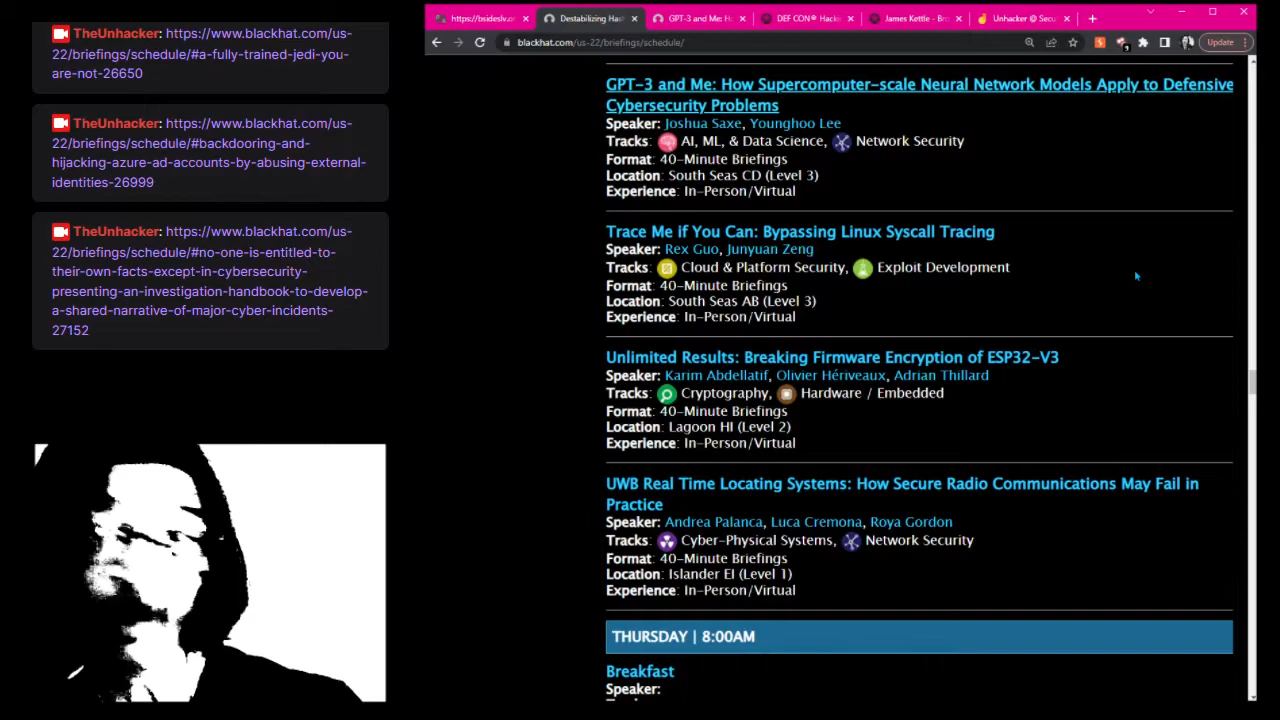 TheUnhacker: https://www.blackhat.com/us-
22/briefings/schedule/#a-fully-trained-jedi-you-
are-not-26650
TheUnhacker: https://www.blackhat.com/us-
22/briefings/schedule/#backdooring-and-
hijacking-azure-ad-accounts-by-abusing-external-
identities-26999
TheUnhacker: https://www.blackhat.com/us-
22/briefings/schedule/#no-one-is-entitled-to-
their-own-facts-except-in-cybersecurity-
presenting-an-investigation-handbook-to-develop-
a-shared-narrative-of-major-cyber-incidents-
27152
https://bsideslv.or
Destabilizing Has
GPT-3 and Me: H
DEF CON® Hacke
James Kettle - Bro
Unhacker @ Secu
blackhat.com/us-22/briefings/schedule/
Update
GPT-3 and Me: How Supercomputer-scale Neural Network Models Apply to Defensive
Cybersecurity Problems
Speaker: Joshua Saxe, Younghoo Lee
Tracks: AI, ML, & Data Science, Network Security
Format: 40-Minute Briefings
Location: South Seas CD (Level 3)
Experience: In-Person/Virtual
Trace Me if You Can: Bypassing Linux Syscall Tracing
Speaker: Rex Guo, Junyuan Zeng
Tracks: Cloud & Platform Security, Exploit Development
Format: 40-Minute Briefings
Location: South Seas AB (Level 3)
Experience: In-Person/Virtual
Unlimited Results: Breaking Firmware Encryption of ESP32-V3
Speaker: Karim Abdellatif, Olivier Hériveaux, Adrian Thillard
Tracks: Cryptography, Hardware / Embedded
Format: 40-Minute Briefings
Location: Lagoon HI (Level 2)
Experience: In-Person/Virtual
UWB Real Time Locating Systems: How Secure Radio Communications May Fail in
Practice
Speaker: Andrea Palanca, Luca Cremona, Roya Gordon
Tracks: Cyber-Physical Systems, Network Security
Format: 40-Minute Briefings
Location: Islander EI (Level 1)
Experience: In-Person/Virtual
THURSDAY | 8:00AM
Breakfast
Speaker: